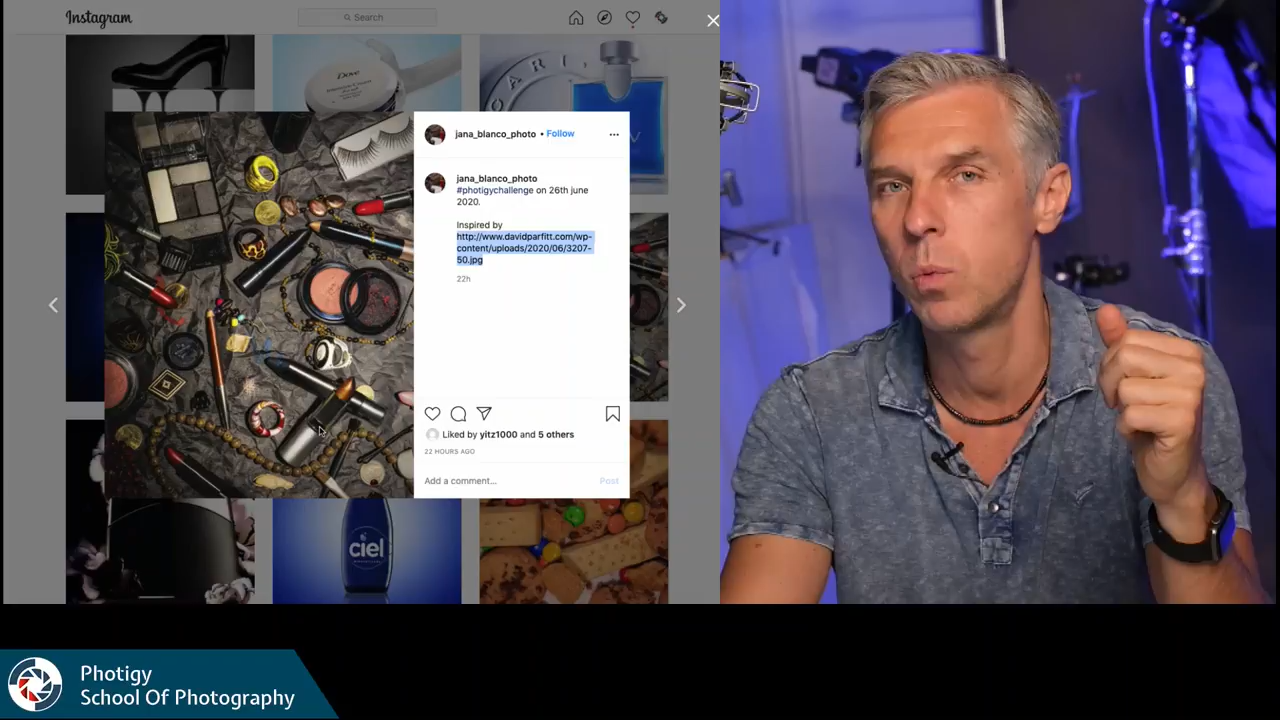 Instagram
Search
Dove
CARI
jana_blanco_photo • Follow
jana_blanco_photo
#photigychallenge on 26th june
2020.
Inspired by
http://www.davidparfitt.com/wp-
content/uploads/2020/06/3207-
50.jpg
22h
Liked by yitz1000 and 5 others
22 HOURS AGO
Add a comment...
Post
ciel
Photigy
School Of Photography